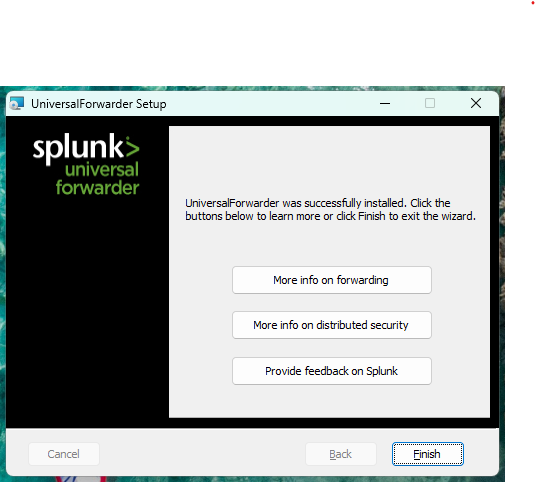 UniversalForwarder Setup
splunk>
universal
forwarder
UniversalForwarder was successfully installed. Click the
buttons below to learn more or click Finish to exit the wizard.
More info on forwarding
More info on distributed security
Provide feedback on Splunk
Cancel
Back
Finish